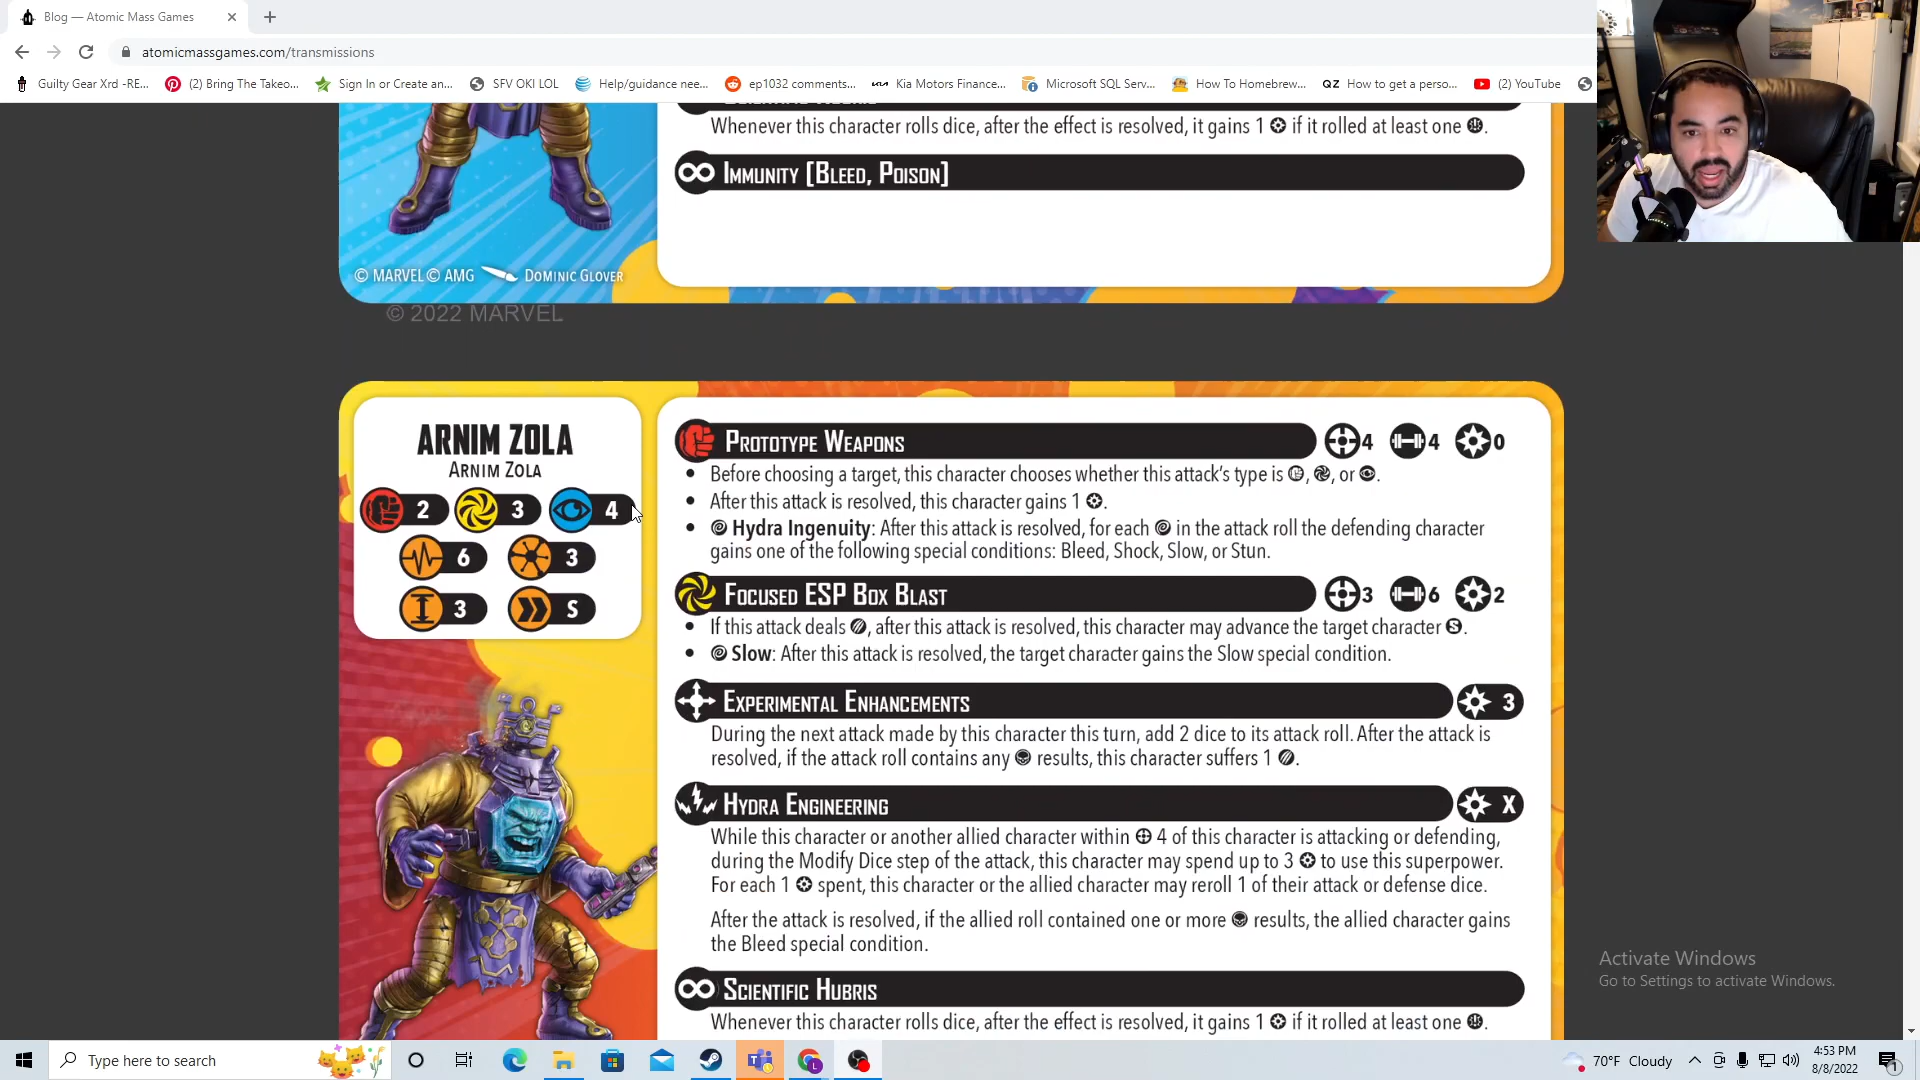 Blog — Atomic Mass Games
atomicmassgames.com/transmissions
Guilty Gear Xrd -RE... (2) Bring The Takeo... Sign In or Create an... SFV OKI LOL Help/guidance nee... ep1032 comments... Kia Motors Finance... Microsoft SQL Serv... How To Homebrew... QZ How to get a perso... (2) YouTube
Whenever this character rolls dice, after the effect is resolved, it gains 1 if it rolled at least one .
Immunity [Bleed, Poison]
© MARVEL © AMG Dominic Glover
© 2022 MARVEL
ARNIM ZOLA
Arnim Zola
2 3 4
6 3
3 S
Prototype Weapons 4 4 0
• Before choosing a target, this character chooses whether this attack's type is , , or .
• After this attack is resolved, this character gains 1 .
• Hydra Ingenuity: After this attack is resolved, for each in the attack roll the defending character
gains one of the following special conditions: Bleed, Shock, Slow, or Stun.
Focused ESP Box Blast 3 6 2
• If this attack deals , after this attack is resolved, this character may advance the target character S.
• Slow: After this attack is resolved, the target character gains the Slow special condition.
Experimental Enhancements 3
During the next attack made by this character this turn, add 2 dice to its attack roll. After the attack is
resolved, if the attack roll contains any results, this character suffers 1 .
Hydra Engineering X
While this character or another allied character within 4 of this character is attacking or defending,
during the Modify Dice step of the attack, this character may spend up to 3 to use this superpower.
For each 1 spent, this character or the allied character may reroll 1 of their attack or defense dice.
After the attack is resolved, if the allied roll contained one or more results, the allied character gains
the Bleed special condition.
Scientific Hubris
Whenever this character rolls dice, after the effect is resolved, it gains 1 if it rolled at least one .
Activate Windows
Go to Settings to activate Windows.
Type here to search
70°F Cloudy
4:53 PM
8/8/2022
1